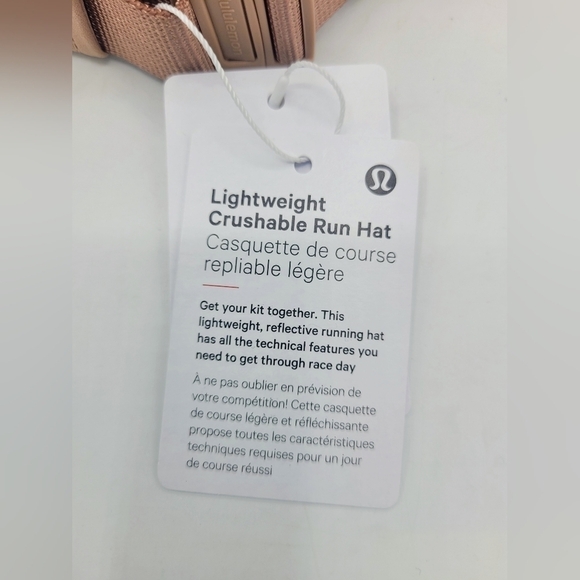 lululemon
Lightweight
Crushable Run Hat
Casquette de course
repliable légère
Get your kit together. This
lightweight, reflective running hat
has all the technical features you
need to get through race day
À ne pas oublier en prévision de
votre compétition! Cette casquette
de course légère et réfléchissante
propose toutes les caractéristiques
techniques requises pour un jour
de course réussi